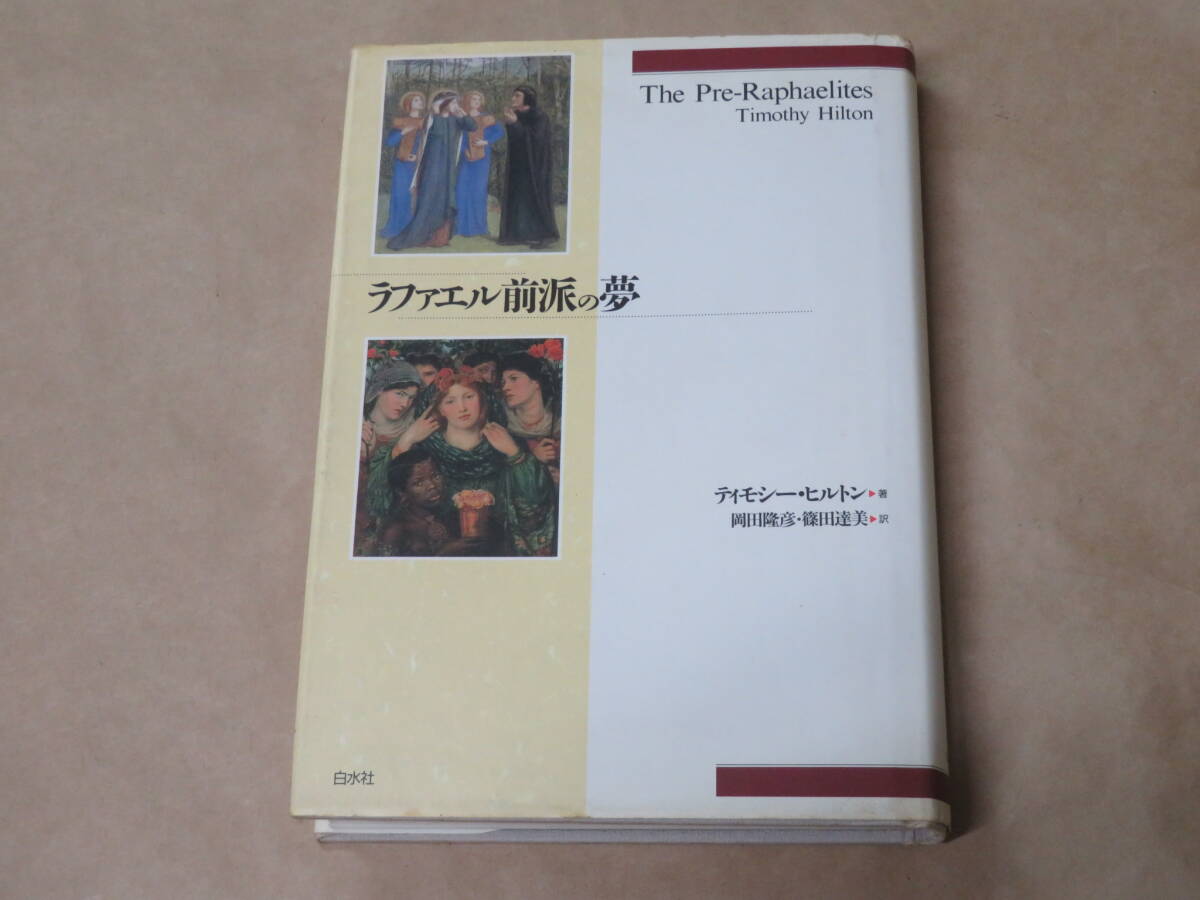 The Pre-Raphaelites
Timothy Hilton
ラファエル前派の夢
ティモシー・ヒルトン▶著
岡田隆彦・篠田達美▶訳
白水社